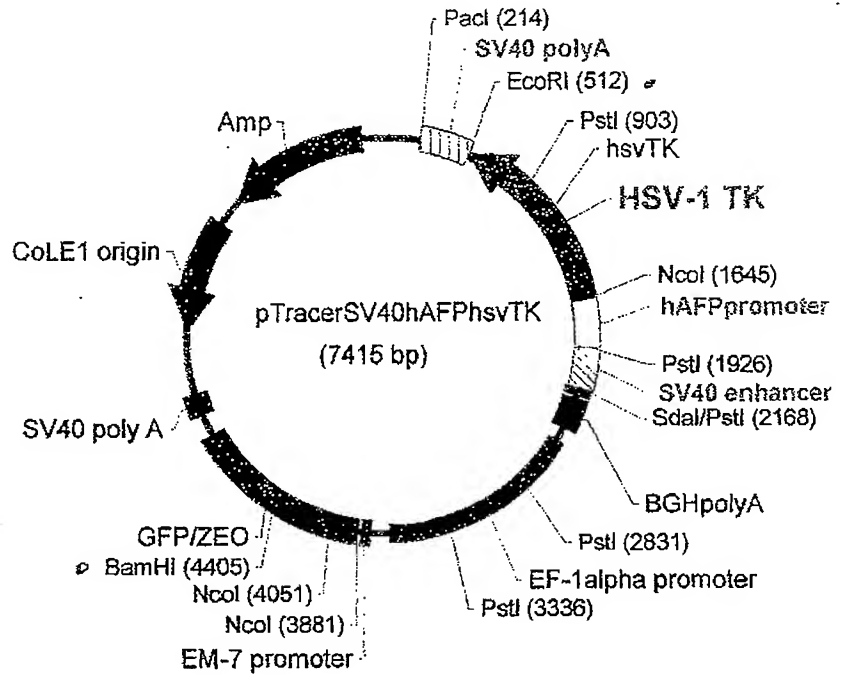 PacI (214)
SV40 polyA
EcoRI (512)
PstI (903)
hsvTK
HSV-1 TK
NcoI (1645)
hAFPpromoter
PstI (1926)
SV40 enhancer
SdaI/PstI (2168)
BGHpolyA
PstI (2831)
EF-1alpha promoter
PstI (3336)
EM-7 promoter
NcoI (3881)
NcoI (4051)
BamHI (4405)
GFP/ZEO
SV40 poly A
CoLE1 origin
Amp
pTracerSV40hAFPhsvTK
(7415 bp)